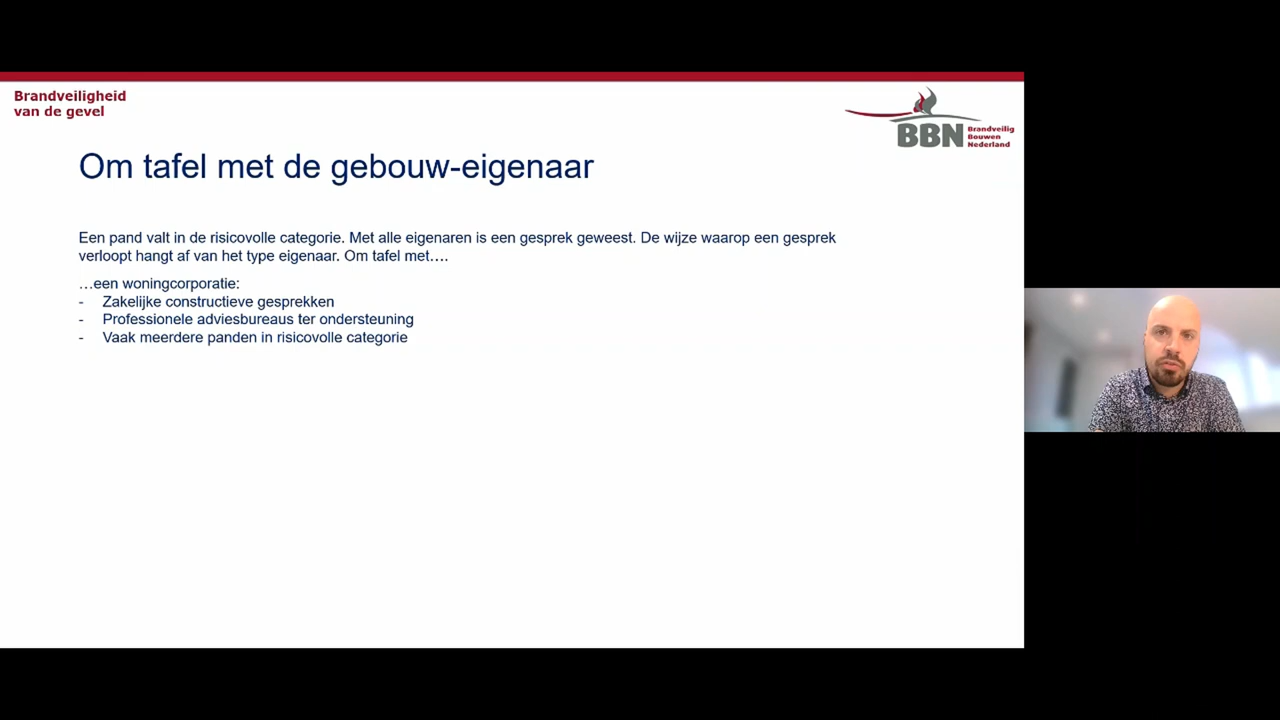 Brandveiligheid
van de gevel
BBN Brandveilig
Bouwen
Nederland
Om tafel met de gebouw-eigenaar
Een pand valt in de risicovolle categorie. Met alle eigenaren is een gesprek geweest. De wijze waarop een gesprek
verloopt hangt af van het type eigenaar. Om tafel met….
…een woningcorporatie:
- Zakelijke constructieve gesprekken
- Professionele adviesbureaus ter ondersteuning
- Vaak meerdere panden in risicovolle categorie